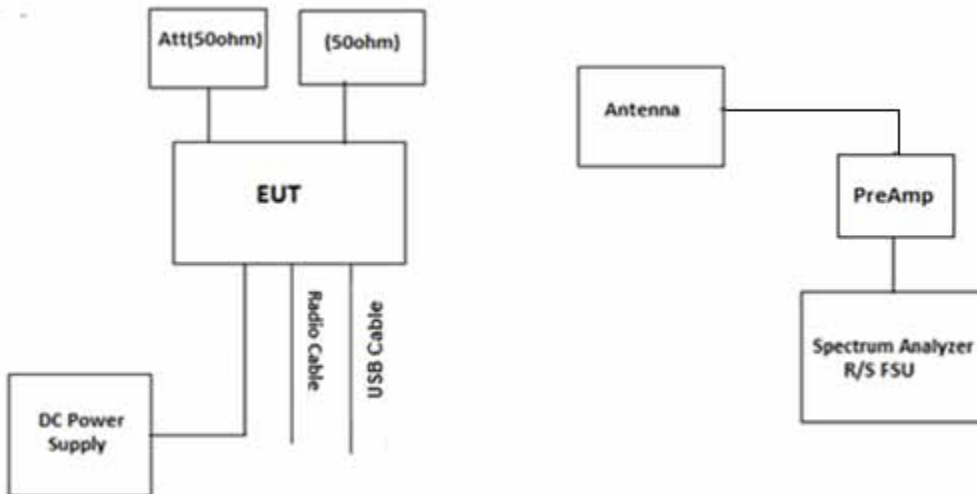 Att(50ohm)
(50ohm)
EUT
Radio Cable
USB Cable
DC Power
Supply
Antenna
PreAmp
Spectrum Analyzer
R/S FSU